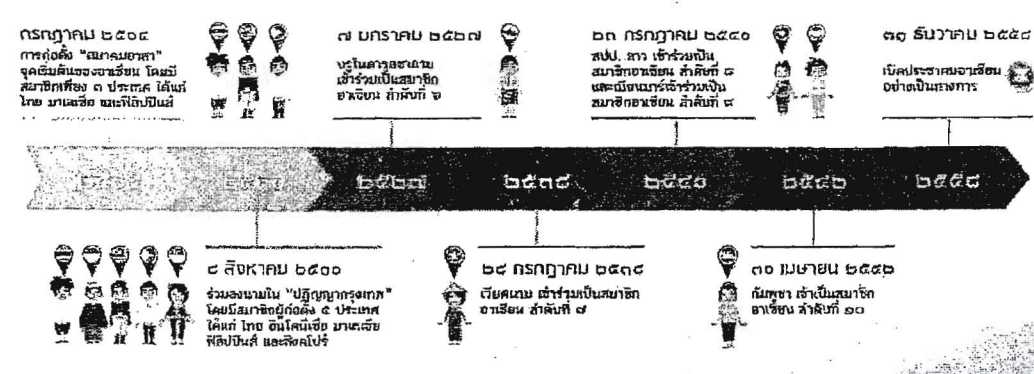 กรกฎาคม ๒๕๐๔
การก่อตั้ง "สมาคมอาสา"
จุดเริ่มต้นของอาเซียน โดยมี
สมาชิกเพียง ๓ ประเทศ ได้แก่
ไทย มาเลเซีย และฟิลิปปินส์
๗ มกราคม ๒๕๒๗
บรูไนดารุสซาลาม
เข้าร่วมเป็นสมาชิก
อาเซียน ลำดับที่ ๖
๒๓ กรกฎาคม ๒๕๔๐
สปป. ลาว เข้าร่วมเป็น
สมาชิกอาเซียน ลำดับที่ ๘
และเมียนมาร์เข้าร่วมเป็น
สมาชิกอาเซียน ลำดับที่ ๙
๓๑ ธันวาคม ๒๕๕๘
เปิดประชาคมอาเซียน
อย่างเป็นทางการ
๒๕๒๗ ๒๕๓๘ ๒๕๔๐ ๒๕๔๒ ๒๕๕๘
๘ สิงหาคม ๒๕๑๐
ร่วมลงนามใน "ปฏิญญากรุงเทพ"
โดยมีสมาชิกผู้ก่อตั้ง ๕ ประเทศ
ได้แก่ ไทย อินโดนีเซีย มาเลเซีย
ฟิลิปปินส์ และสิงคโปร์
๒๘ กรกฎาคม ๒๕๓๘
เวียดนาม เข้าร่วมเป็นสมาชิก
อาเซียน ลำดับที่ ๗
๓๐ เมษายน ๒๕๔๒
กัมพูชา เข้าเป็นสมาชิก
อาเซียน ลำดับที่ ๑๐